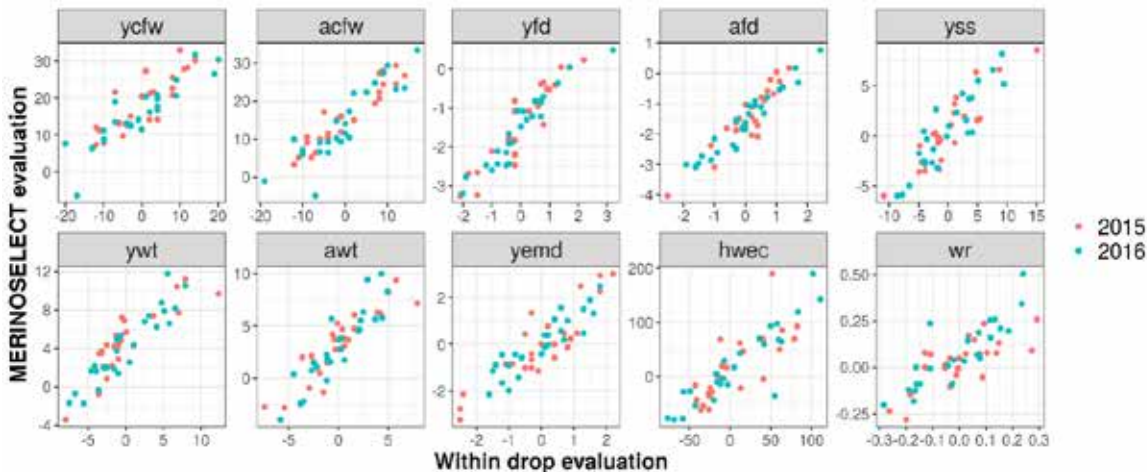 ycfw acfw yfd afd yss
30 20 10 0
30 20 10 0
0 -1 -2 -3
1 0 -1 -2 -3 -4
5 0 -5
-20 -10 0 10 20
-10 0 10
-2 -1 0 1 2 3
-2 -1 0 1 2
-10 -5 0 5 10 15
MERINOSELECT evaluation
2015
2016
ywt awt yemd hwec wr
12 8 4 0 -4
10 5 0
2 0 -2
200 100 0
0.50 0.25 0.00 -0.25
-5 0 5 10
-5 0 5
-2 -1 0 1 2
-50 0 50 100
-0.3 -0.2 -0.1 0.0 0.1 0.2 0.3
Within drop evaluation